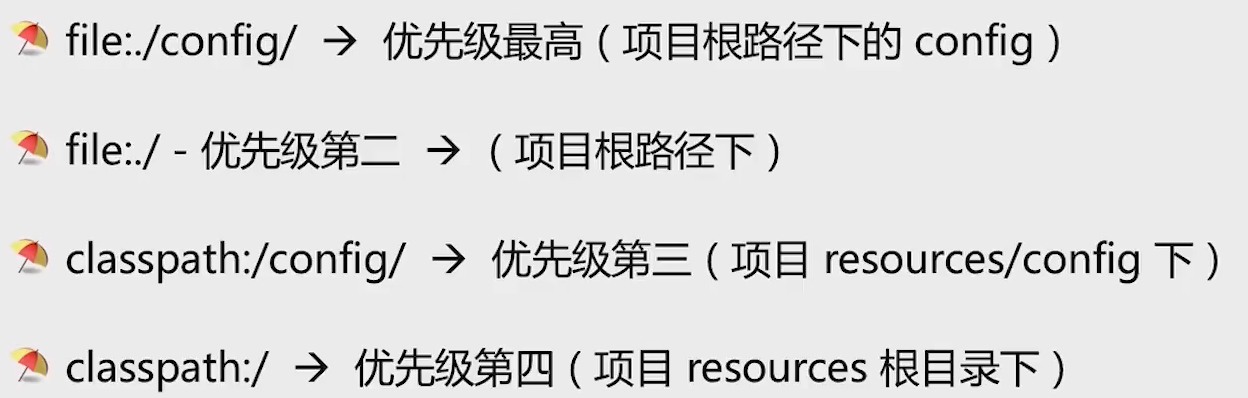 file:./config/ → 优先级最高（项目根路径下的 config）
file:./ - 优先级第二 → （项目根路径下）
classpath:/config/ → 优先级第三（项目 resources/config 下）
classpath:/ → 优先级第四（项目 resources 根目录下）